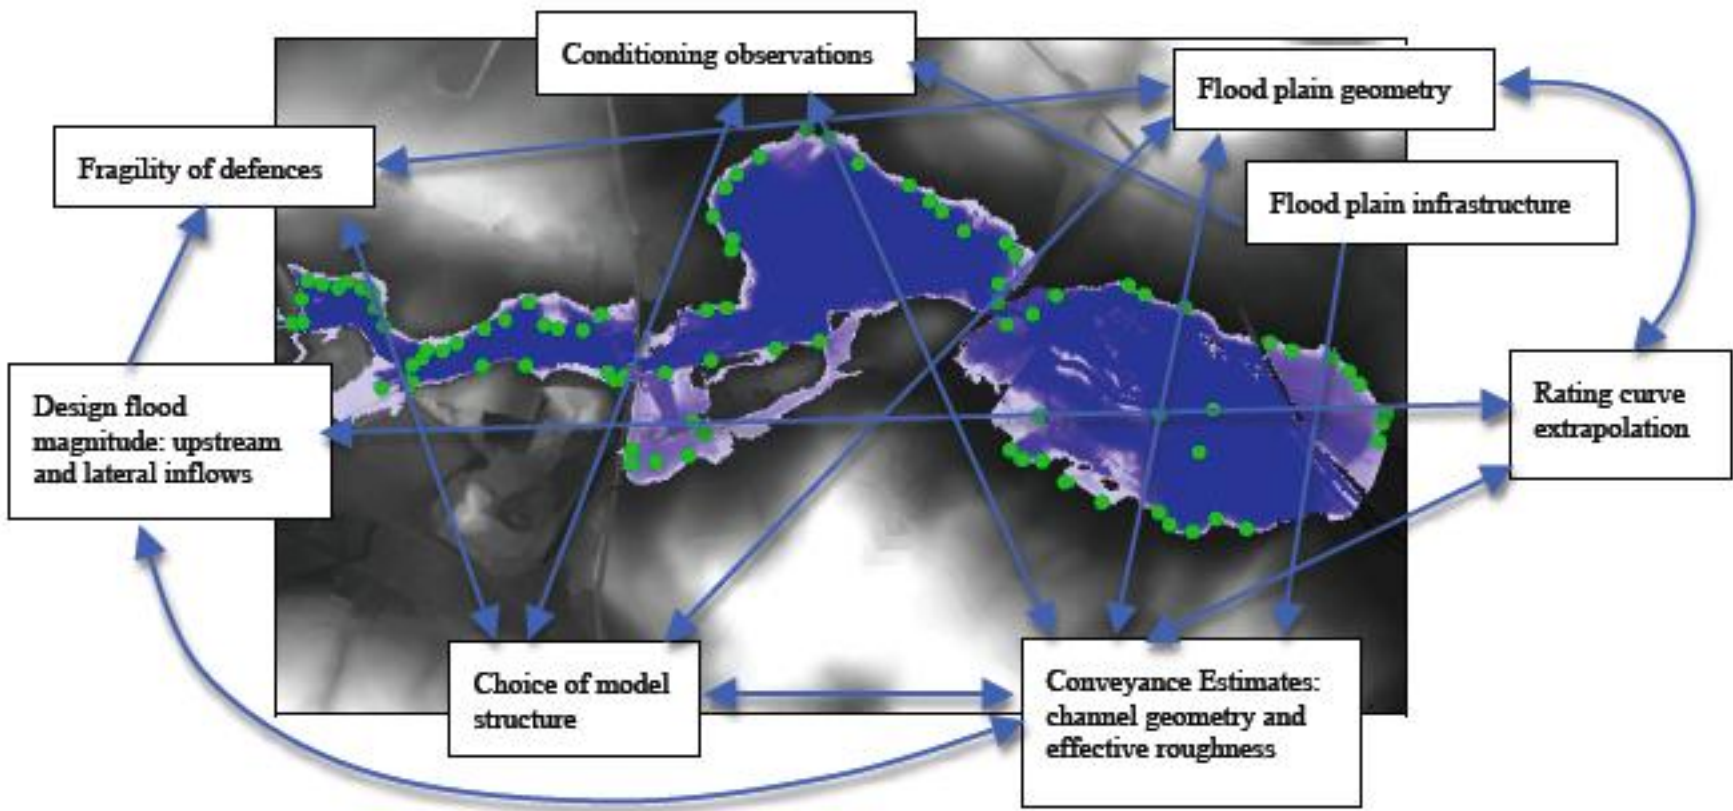 Conditioning observations
Flood plain geometry
Fragility of defences
Flood plain infrastructure
Design flood
magnitude: upstream
and lateral inflows
Rating curve
extrapolation
Choice of model
structure
Conveyance Estimates:
channel geometry and
effective roughness